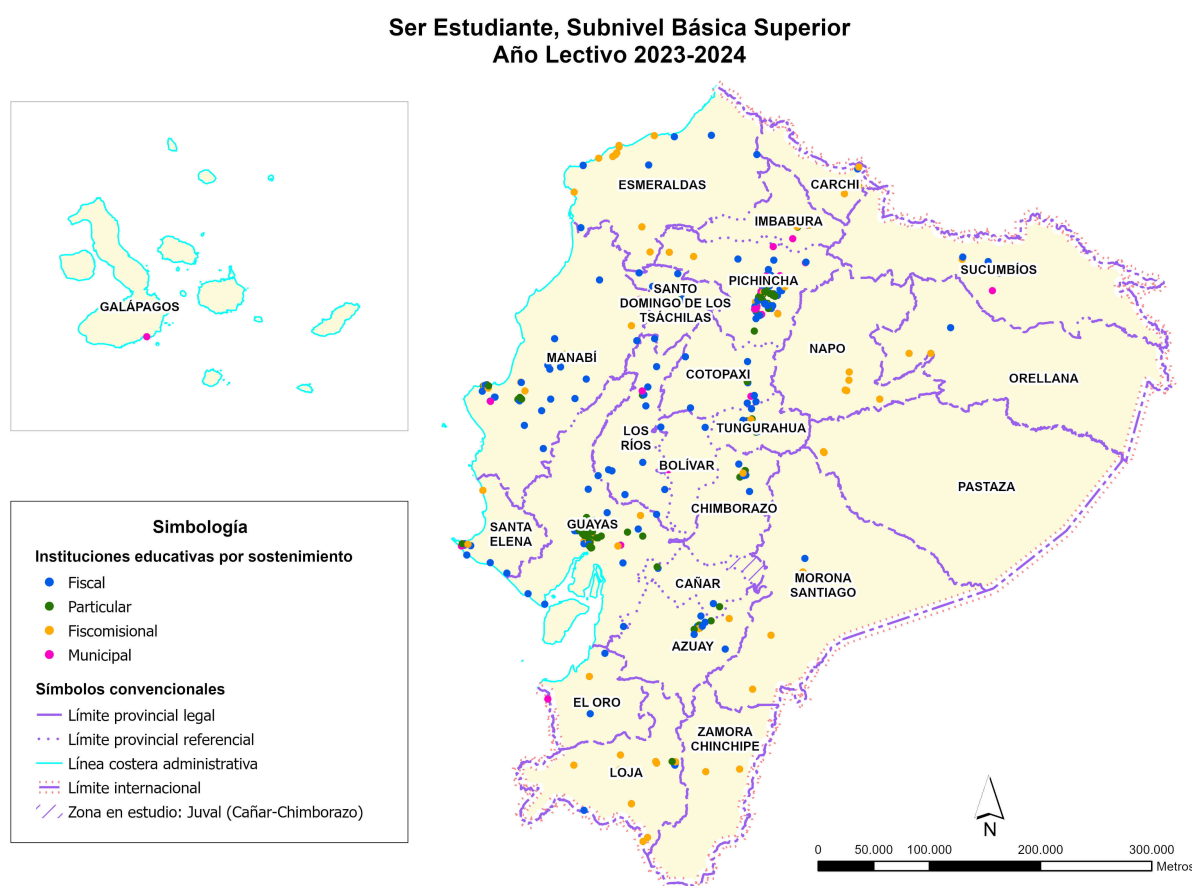 Ser Estudiante, Subnivel Básica Superior
Año Lectivo 2023-2024
GALÁPAGOS
ESMERALDAS
CARCHI
IMBABURA
SUCUMBÍOS
PICHINCHA
SANTO
DOMINGO DE LOS
TSÁCHILAS
NAPO
MANABÍ
COTOPAXI
ORELLANA
TUNGURAHUA
LOS
RÍOS
BOLÍVAR
PASTAZA
CHIMBORAZO
SANTA
ELENA
GUAYAS
CAÑAR
MORONA
SANTIAGO
AZUAY
EL ORO
ZAMORA
CHINCHIPE
LOJA
Simbología
Instituciones educativas por sostenimiento
Fiscal
Particular
Fiscomisional
Municipal
Símbolos convencionales
Límite provincial legal
Límite provincial referencial
Línea costera administrativa
Límite internacional
Zona en estudio: Juval (Cañar-Chimborazo)
N
0 50.000 100.000 200.000 300.000
Metros